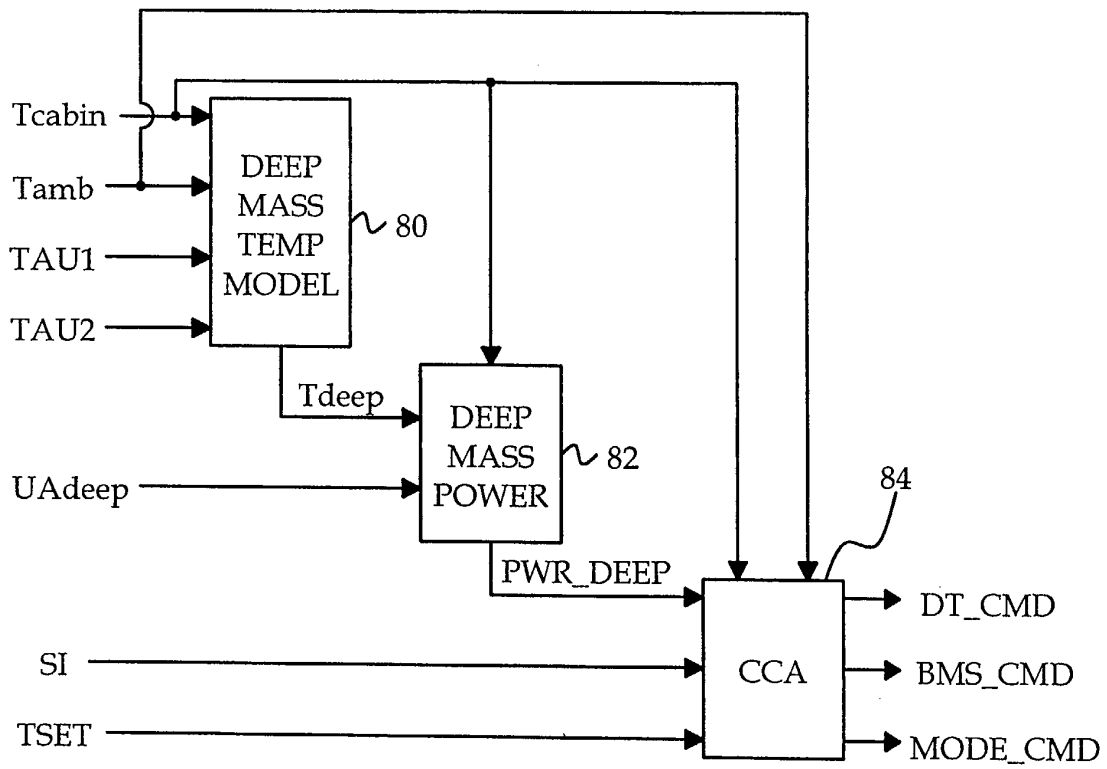 Tcabin
Tamb
TAU1
TAU2
DEEP
MASS
TEMP
MODEL
80
Tdeep
UAdeep
DEEP
MASS
POWER
82
PWR_DEEP
84
SI
TSET
CCA
DT_CMD
BMS_CMD
MODE_CMD